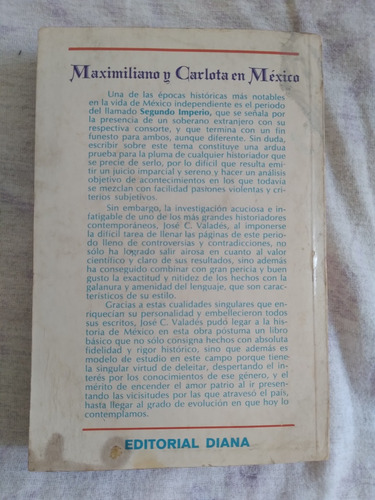 Maximiliano y Carlota en México
Una de las épocas históricas más notables
en la vida de México independiente es el periodo
del llamado Segundo Imperio, que se señala por
la presencia de un soberano extranjero con su
respectiva consorte, y que termina con un fin
funesto para ambos, aunque diferente. Sin duda,
escribir sobre este tema constituye una ardua
prueba para la pluma de cualquier historiador que
se precie de serlo, por lo difícil que resulta emitir
un juicio imparcial y sereno y hacer un análisis
objetivo de acontecimientos en los que todavía
se mezclan con facilidad pasiones violentas y cri-
terios subjetivos.
Sin embargo, la investigación acuciosa e in-
fatigable de uno de los más grandes historiadores
contemporáneos, José C. Valadés, al imponerse
la difícil tarea de llenar las páginas de este perio-
do lleno de controversias y contradicciones, no
sólo ha logrado salir airosa en cuanto al valor
científico y claro de sus resultados, sino además
ha conseguido combinar con gran pericia y buen
gusto la exactitud y nitidez de los hechos con la
galanura y amenidad del lenguaje, que son carac-
terísticos de su estilo.
Gracias a estas cualidades singulares que en-
riquecían su personalidad y embellecieron todos
sus escritos, José C. Valadés pudó legar a la his-
toria de México en esta obra póstuma un libro
básico que no sólo consigna hechos con absoluta
fidelidad y rigor histórico, sino que además es
modelo de estudio en este campo porque tiene
la singular virtud de deleitar, despertando el in-
terés por los conocimientos de ese género, y el
mérito de encender el amor patrio al ir presen-
tando las vicisitudes por las que atravesó el país,
hasta llegar al grado de evolución en que hoy lo
contemplamos.
EDITORIAL DIANA